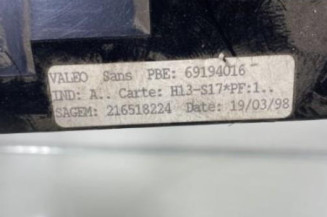 VALEO Sans PBE: 69194016
IND: A.. Carte: H13-S17*PF:1..
SAGEM: 216518224 Date: 19/03/98